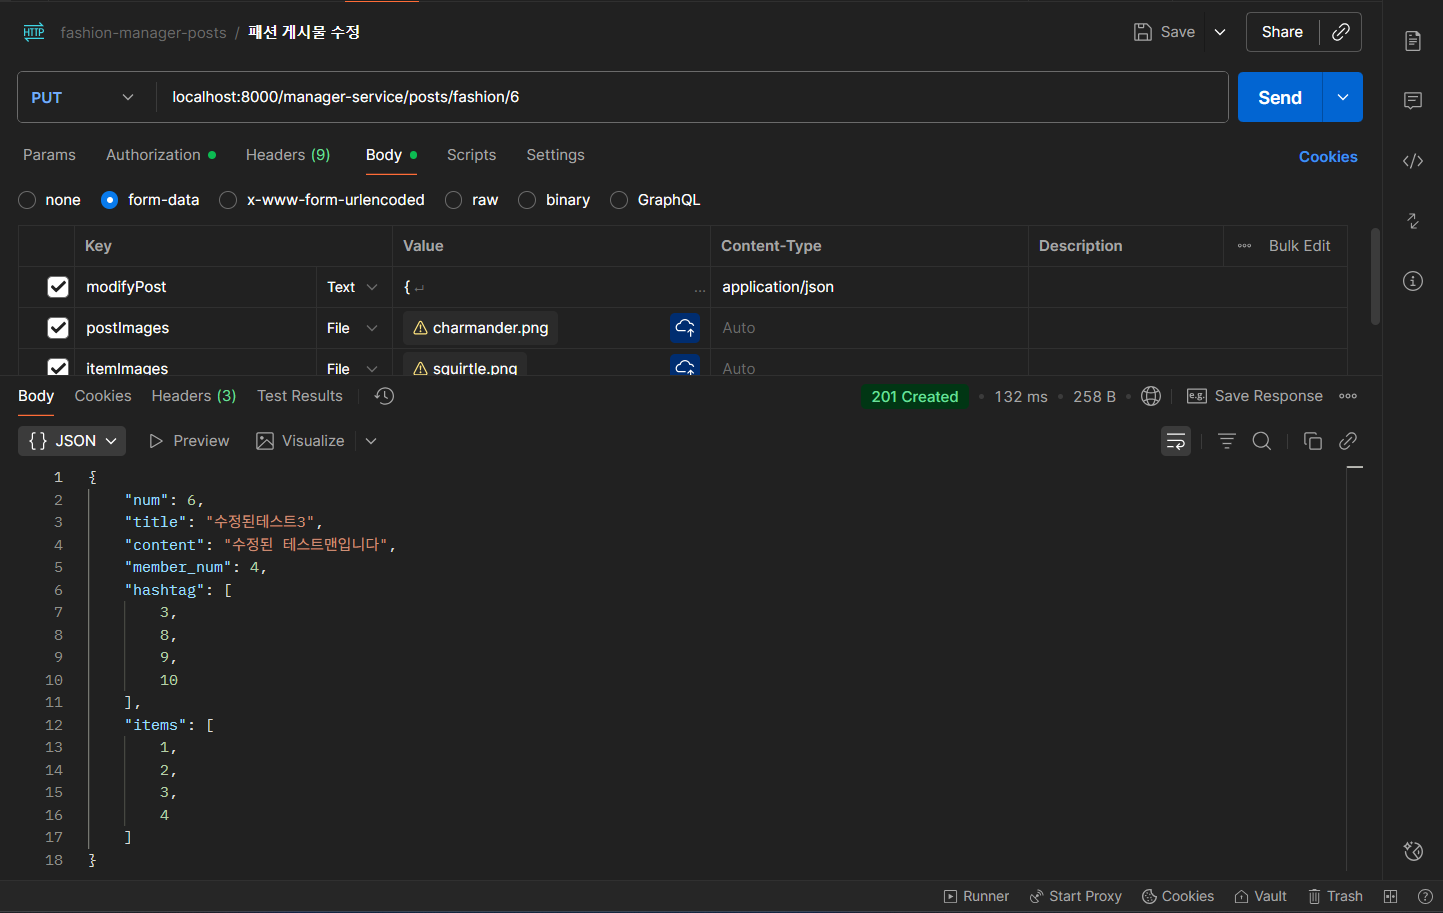 HTTP fashion-manager-posts / 패션 게시물 수정 Save Share
PUT localhost:8000/manager-service/posts/fashion/6 Send
Params Authorization Headers (9) Body Scripts Settings Cookies
none form-data x-www-form-urlencoded raw binary GraphQL
Key Value Content-Type Description Bulk Edit
modifyPost Text { ↵ ... application/json
postImages File charmander.png Auto
itemImages File squirtle.png Auto
Body Cookies Headers (3) Test Results 201 Created 132 ms 258 B e.g. Save Response
{} JSON Preview Visualize
1 {
2 "num": 6,
3 "title": "수정된테스트3",
4 "content": "수정된 테스트맨입니다",
5 "member_num": 4,
6 "hashtag": [
7 3,
8 8,
9 9,
10 10
11 ],
12 "items": [
13 1,
14 2,
15 3,
16 4
17 ]
18 }
Runner Start Proxy Cookies Vault Trash